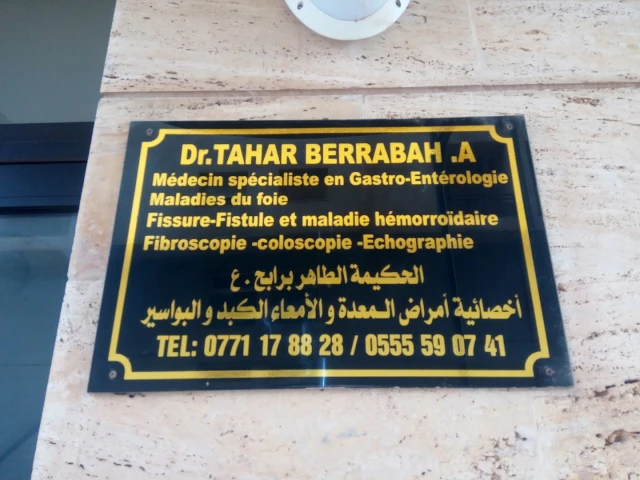 Dr.TAHAR BERRABAH .A
Médecin spécialiste en Gastro-Entérologie
Maladies du foie
Fissure-Fistule et maladie hémorroïdaire
Fibroscopie -coloscopie -Echographie
الحكيمة الطاهر برابح . ع
أخصائية أمراض المعدة و الأمعاء الكبد و البواسير
TEL: 0771 17 88 28 / 0555 59 07 41